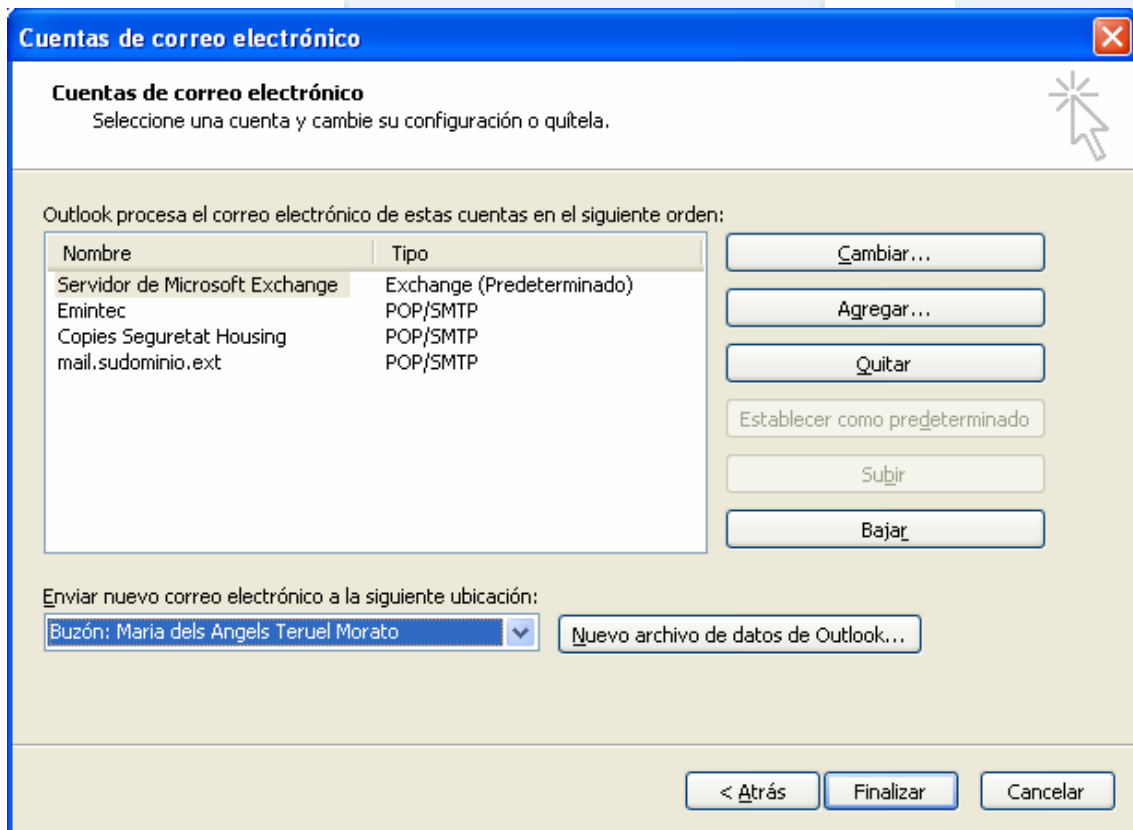 Cuentas de correo electrónico
Cuentas de correo electrónico
Seleccione una cuenta y cambie su configuración o quítela.
Outlook procesa el correo electrónico de estas cuentas en el siguiente orden:
Nombre Tipo
Servidor de Microsoft Exchange Exchange (Predeterminado)
Emintec POP/SMTP
Copies Seguretat Housing POP/SMTP
mail.sudominio.ext POP/SMTP
Cambiar...
Agregar...
Quitar
Establecer como predeterminado
Subir
Bajar
Enviar nuevo correo electrónico a la siguiente ubicación:
Buzón: Maria dels Angels Teruel Morato
Nuevo archivo de datos de Outlook...
< Atrás Finalizar Cancelar